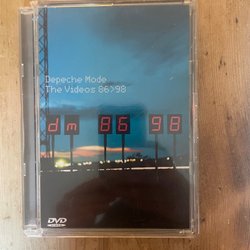 Depeche Mode
The Videos 86>98
dm 86 98
DVD